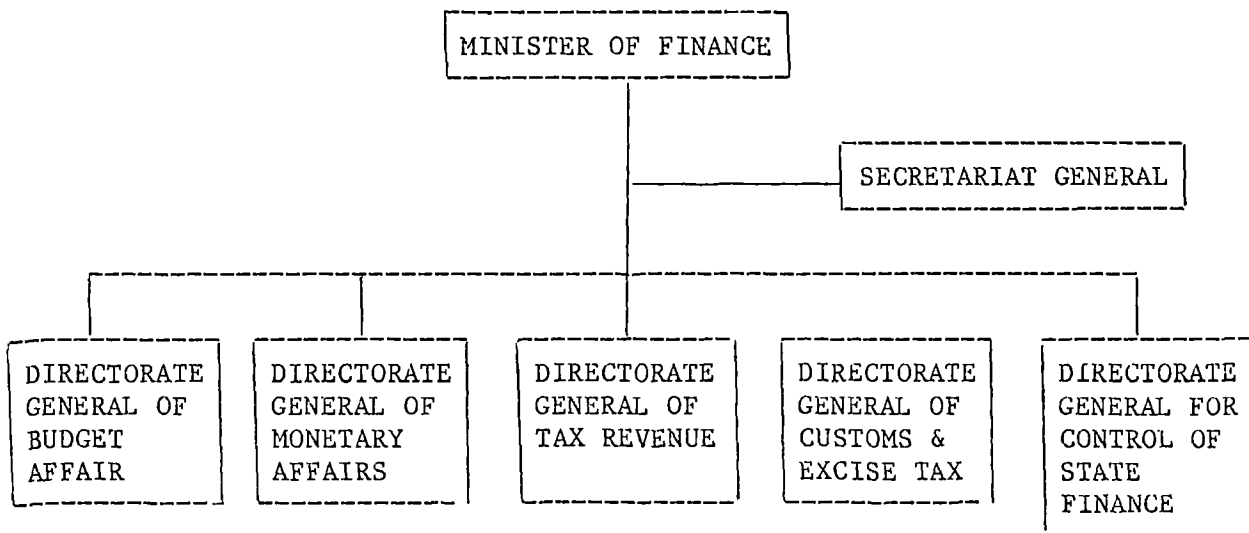 MINISTER OF FINANCE
SECRETARIAT GENERAL
DIRECTORATE
GENERAL OF
BUDGET
AFFAIR
DIRECTORATE
GENERAL OF
MONETARY
AFFAIRS
DIRECTORATE
GENERAL OF
TAX REVENUE
DIRECTORATE
GENERAL OF
CUSTOMS &
EXCISE TAX
DIRECTORATE
GENERAL FOR
CONTROL OF
STATE
FINANCE